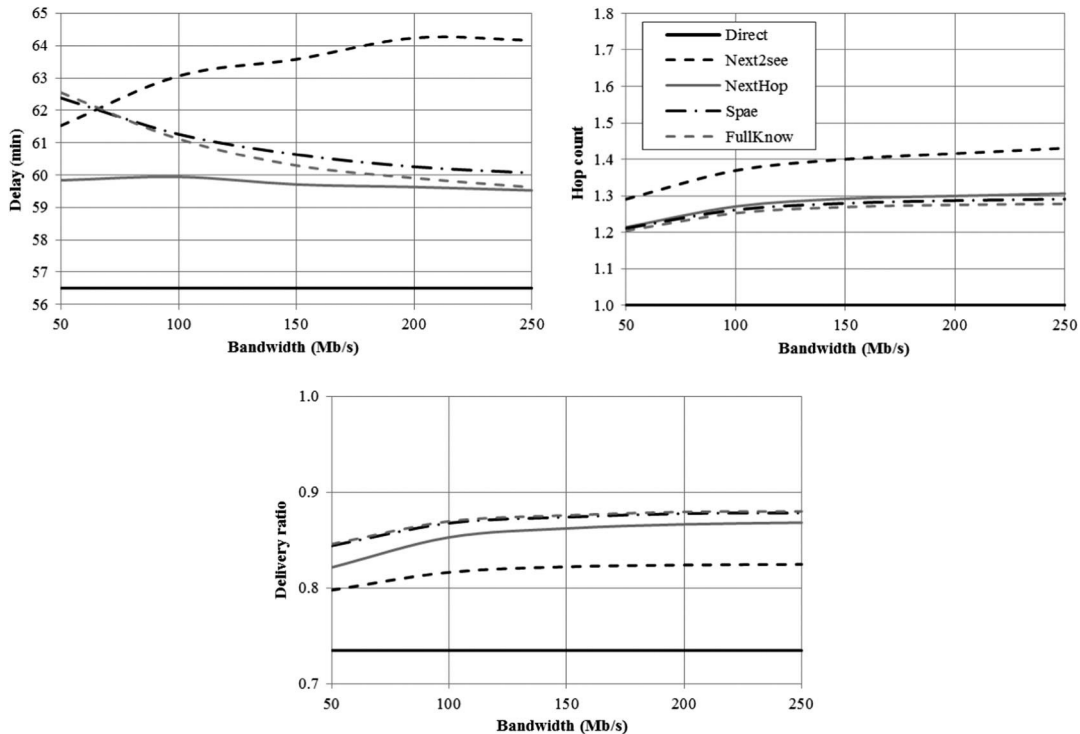 65
64
63
62
61
60
59
58
57
56
Delay (min)
50 100 150 200 250
Bandwidth (Mb/s)
1.8
1.7
1.6
1.5
1.4
1.3
1.2
1.1
1.0
Hop count
Direct
Next2see
NextHop
Spae
FullKnow
50 100 150 200 250
Bandwidth (Mb/s)
1.0
0.9
0.8
0.7
Delivery ratio
50 100 150 200 250
Bandwidth (Mb/s)